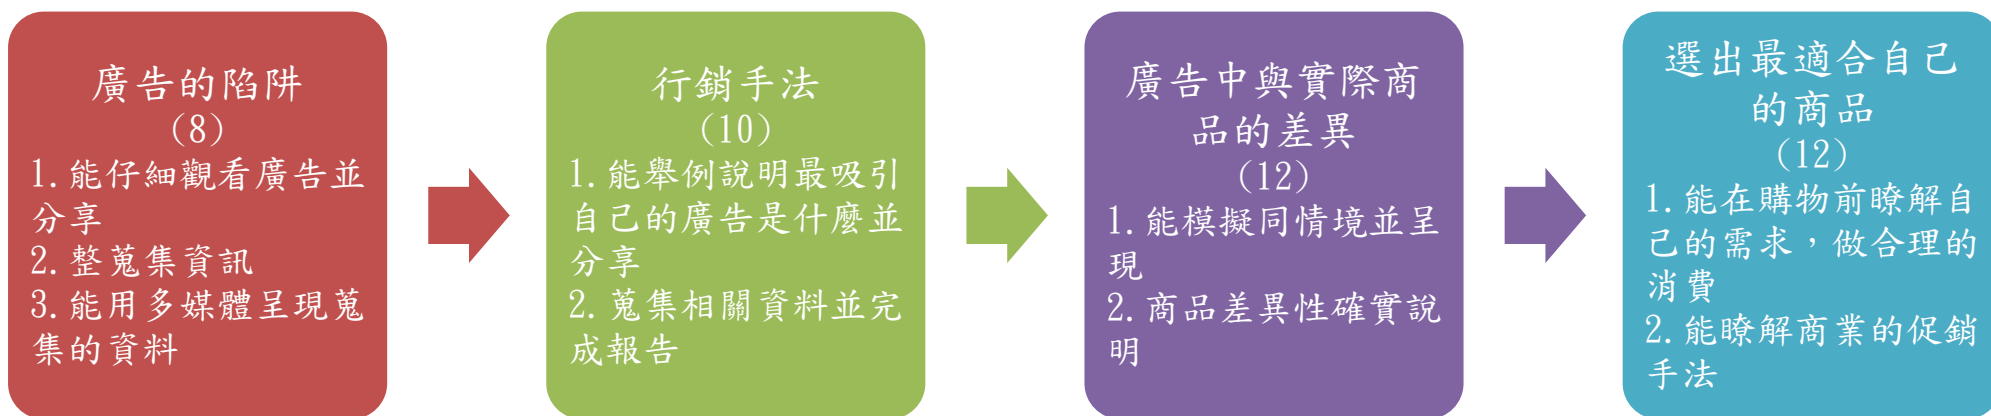 廣告的陷阱
(8)
1.能仔細觀看廣告並
分享
2.整蒐集資訊
3.能用多媒體呈現蒐
集的資料
行銷手法
(10)
1.能舉例說明最吸引
自己的廣告是什麼並
分享
2.蒐集相關資料並完
成報告
廣告中與實際商
品的差異
(12)
1.能模擬同情境並呈
現
2.商品差異性確實說
明
選出最適合自己
的商品
(12)
1.能在購物前瞭解自
己的需求，做合理的
消費
2.能瞭解商業的促銷
手法